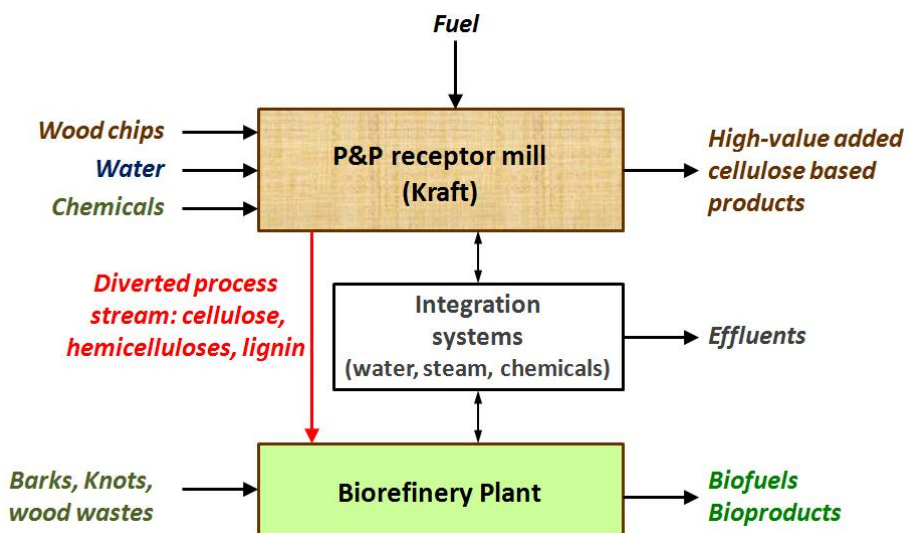 Fuel
Wood chips
Water
Chemicals
P&P receptor mill
(Kraft)
High-value added
cellulose based
products
Diverted process
stream: cellulose,
hemicelluloses, lignin
Integration
systems
(water, steam, chemicals)
Effluents
Barks, Knots,
wood wastes
Biorefinery Plant
Biofuels
Bioproducts